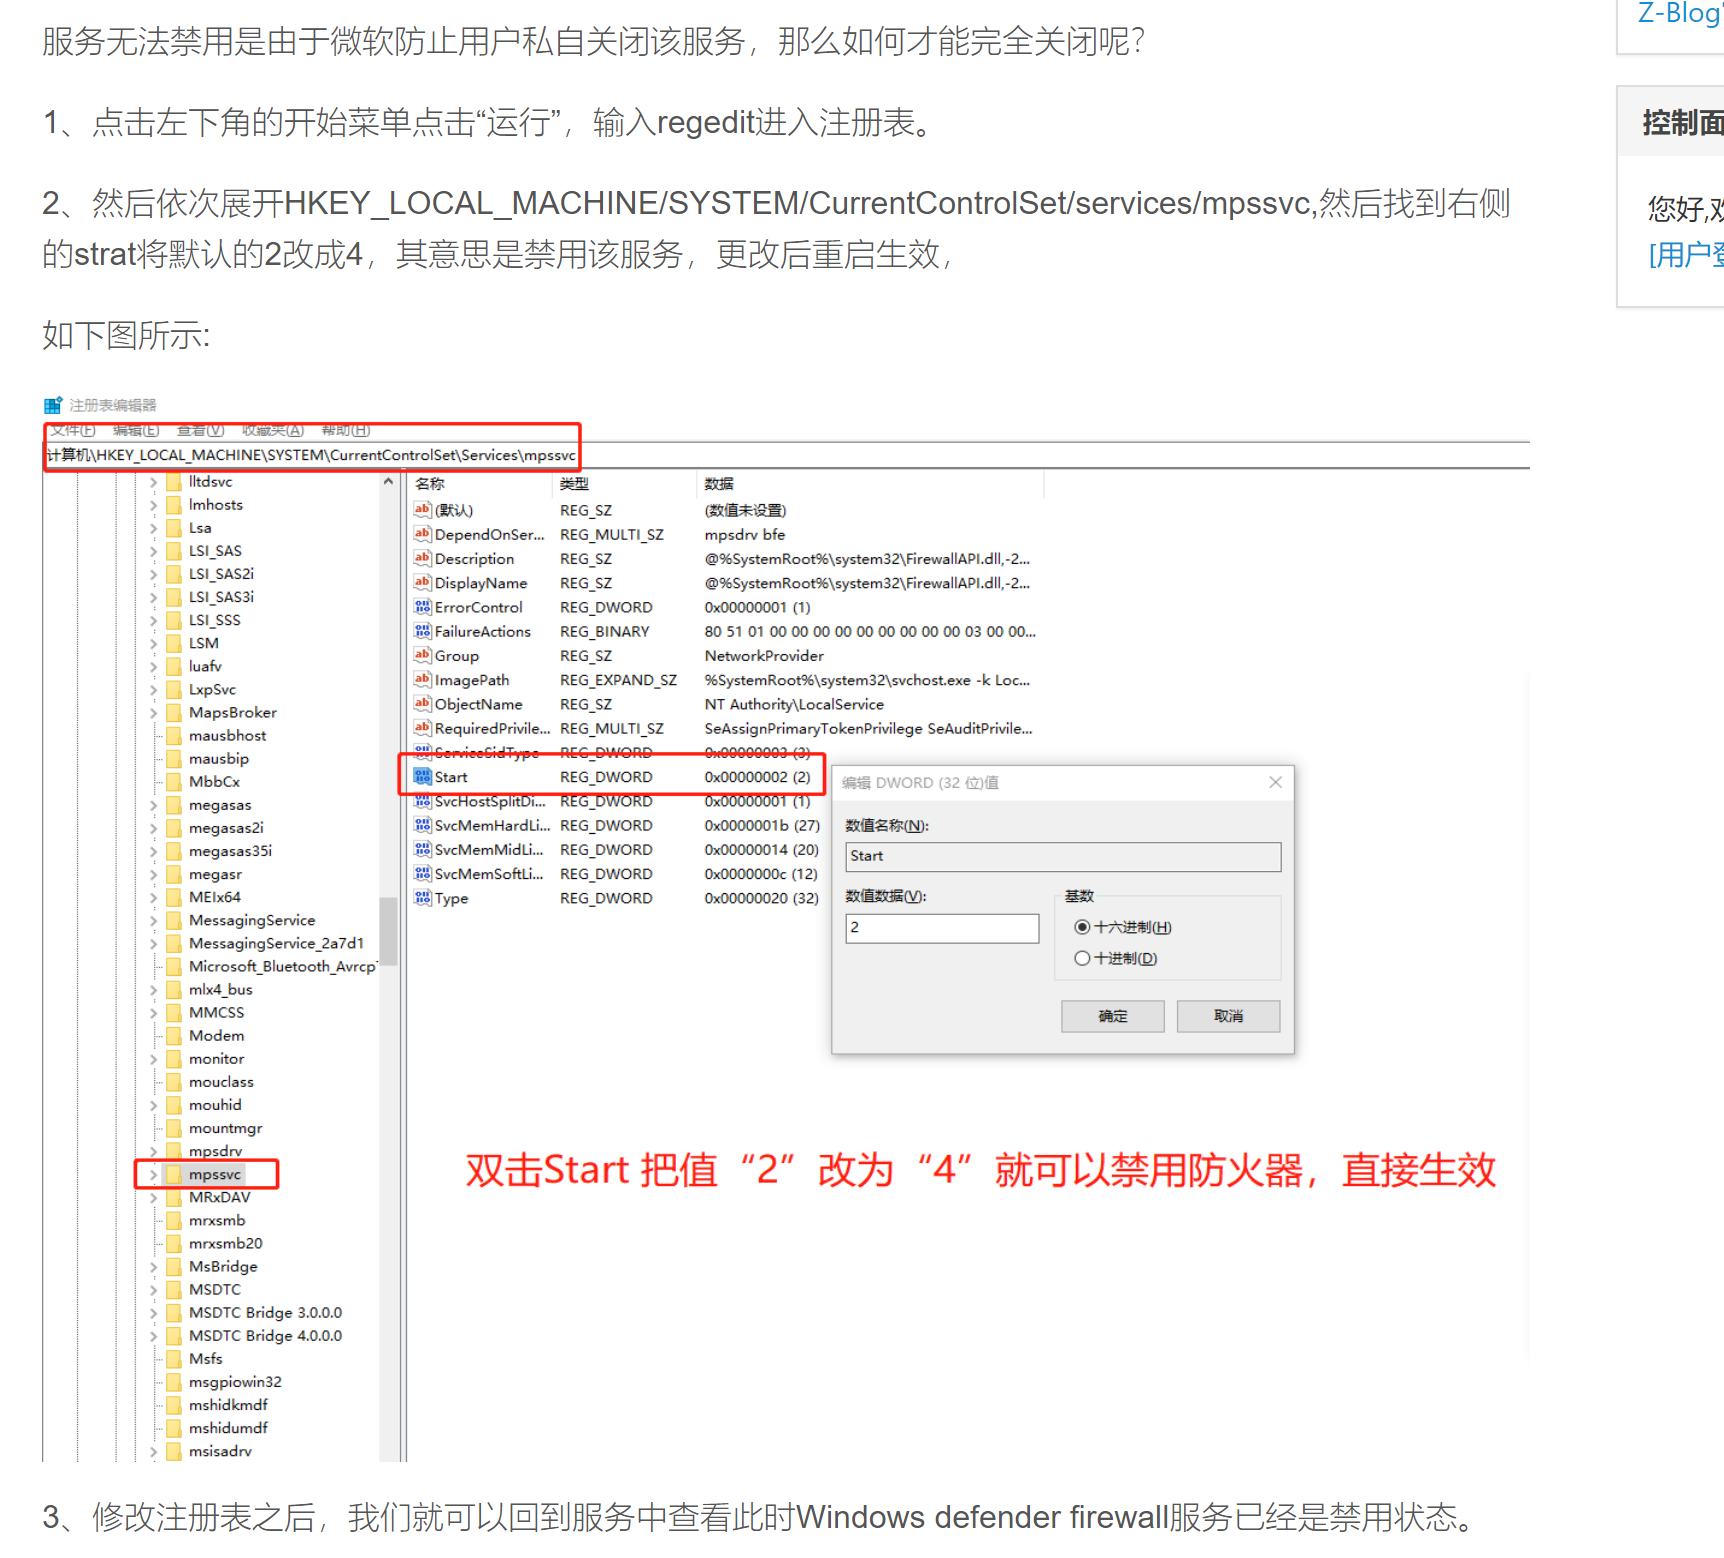 服务无法禁用是由于微软防止用户私自关闭该服务，那么如何才能完全关闭呢？
1、点击左下角的开始菜单点击“运行”，输入regedit进入注册表。
2、然后依次展开HKEY_LOCAL_MACHINE/SYSTEM/CurrentControlSet/services/mpssvc,然后找到右侧
的strat将默认的2改成4，其意思是禁用该服务，更改后重启生效，
如下图所示:
注册表编辑器
文件(F) 编辑(E) 查看(V) 收藏夹(A) 帮助(H)
计算机\HKEY_LOCAL_MACHINE\SYSTEM\CurrentControlSet\Services\mpssvc
lltdsvc
lmhosts
Lsa
LSI_SAS
LSI_SAS2i
LSI_SAS3i
LSI_SSS
LSM
luafv
LxpSvc
MapsBroker
mausbhost
mausbip
MbbCx
megasas
megasas2i
megasas35i
megasr
MEIx64
MessagingService
MessagingService_2a7d1
Microsoft_Bluetooth_Avrcp
mlx4_bus
MMCSS
Modem
monitor
mouclass
mouhid
mountmgr
mpsdrv
mpssvc
MRxDAV
mrxsmb
mrxsmb20
MsBridge
MSDTC
MSDTC Bridge 3.0.0.0
MSDTC Bridge 4.0.0.0
Msfs
msgpiowin32
mshidkmdf
mshidumdf
msisadrv
名称 类型 数据
(默认) REG_SZ (数值未设置)
DependOnSer... REG_MULTI_SZ mpsdrv bfe
Description REG_SZ @%SystemRoot%\system32\FirewallAPI.dll,-2...
DisplayName REG_SZ @%SystemRoot%\system32\FirewallAPI.dll,-2...
ErrorControl REG_DWORD 0x00000001 (1)
FailureActions REG_BINARY 80 51 01 00 00 00 00 00 00 00 00 00 03 00 00...
Group REG_SZ NetworkProvider
ImagePath REG_EXPAND_SZ %SystemRoot%\system32\svchost.exe -k Loc...
ObjectName REG_SZ NT Authority\LocalService
RequiredPrivile... REG_MULTI_SZ SeAssignPrimaryTokenPrivilege SeAuditPrivile...
ServiceSidType REG_DWORD 0x00000003 (3)
Start REG_DWORD 0x00000002 (2)
SvcHostSplitDi... REG_DWORD 0x00000001 (1)
SvcMemHardLi... REG_DWORD 0x0000001b (27)
SvcMemMidLi... REG_DWORD 0x00000014 (20)
SvcMemSoftLi... REG_DWORD 0x0000000c (12)
Type REG_DWORD 0x00000020 (32)
编辑 DWORD (32 位)值
数值名称(N):
Start
数值数据(V):
2
基数
十六进制(H)
十进制(D)
确定 取消
双击Start 把值“2”改为“4”就可以禁用防火器，直接生效
3、修改注册表之后，我们就可以回到服务中查看此时Windows defender firewall服务已经是禁用状态。
Z-Blog
控制面
您好,
[用户